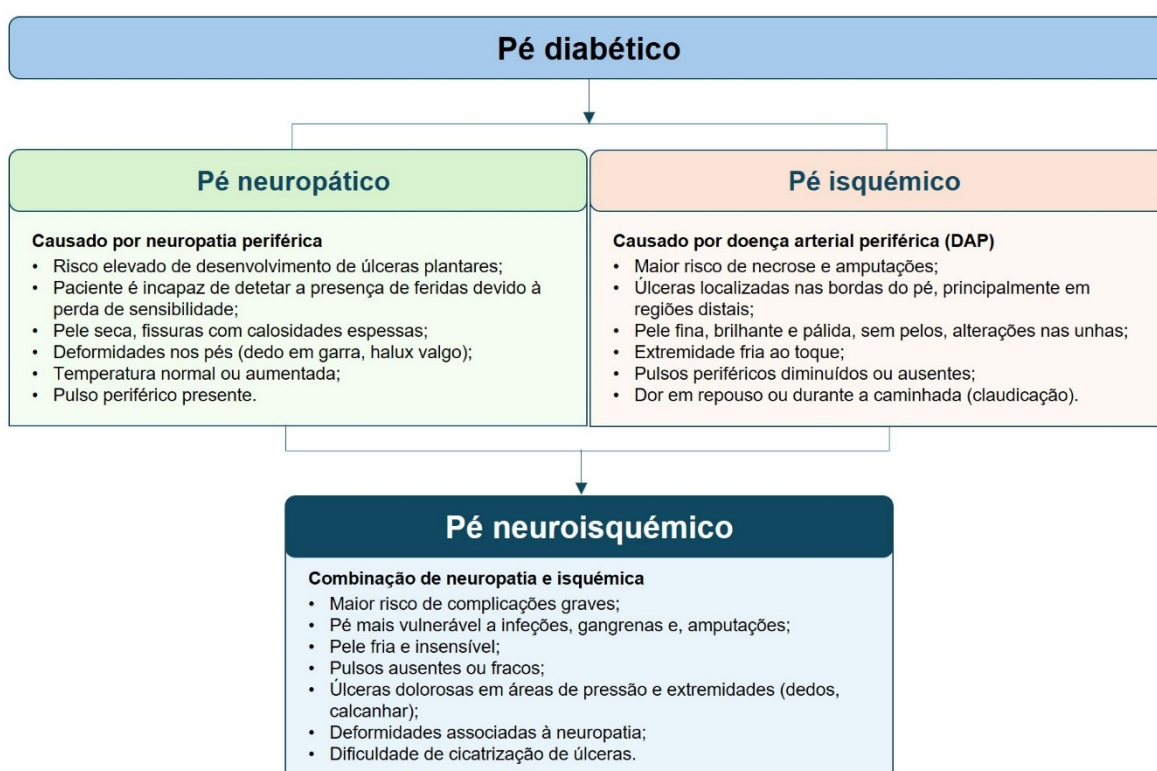 Pé diabético
Pé neuropático
Causado por neuropatia periférica
• Risco elevado de desenvolvimento de úlceras plantares;
• Paciente é incapaz de detetar a presença de feridas devido à
perda de sensibilidade;
• Pele seca, fissuras com calosidades espessas;
• Deformidades nos pés (dedo em garra, halux valgo);
• Temperatura normal ou aumentada;
• Pulso periférico presente.
Pé isquémico
Causado por doença arterial periférica (DAP)
• Maior risco de necrose e amputações;
• Úlceras localizadas nas bordas do pé, principalmente em
regiões distais;
• Pele fina, brilhante e pálida, sem pelos, alterações nas unhas;
• Extremidade fria ao toque;
• Pulsos periféricos diminuídos ou ausentes;
• Dor em repouso ou durante a caminhada (claudicação).
Pé neuroisquémico
Combinação de neuropatia e isquémica
• Maior risco de complicações graves;
• Pé mais vulnerável a infeções, gangrenas e, amputações;
• Pele fria e insensível;
• Pulsos ausentes ou fracos;
• Úlceras dolorosas em áreas de pressão e extremidades (dedos,
calcanhar);
• Deformidades associadas à neuropatia;
• Dificuldade de cicatrização de úlceras.